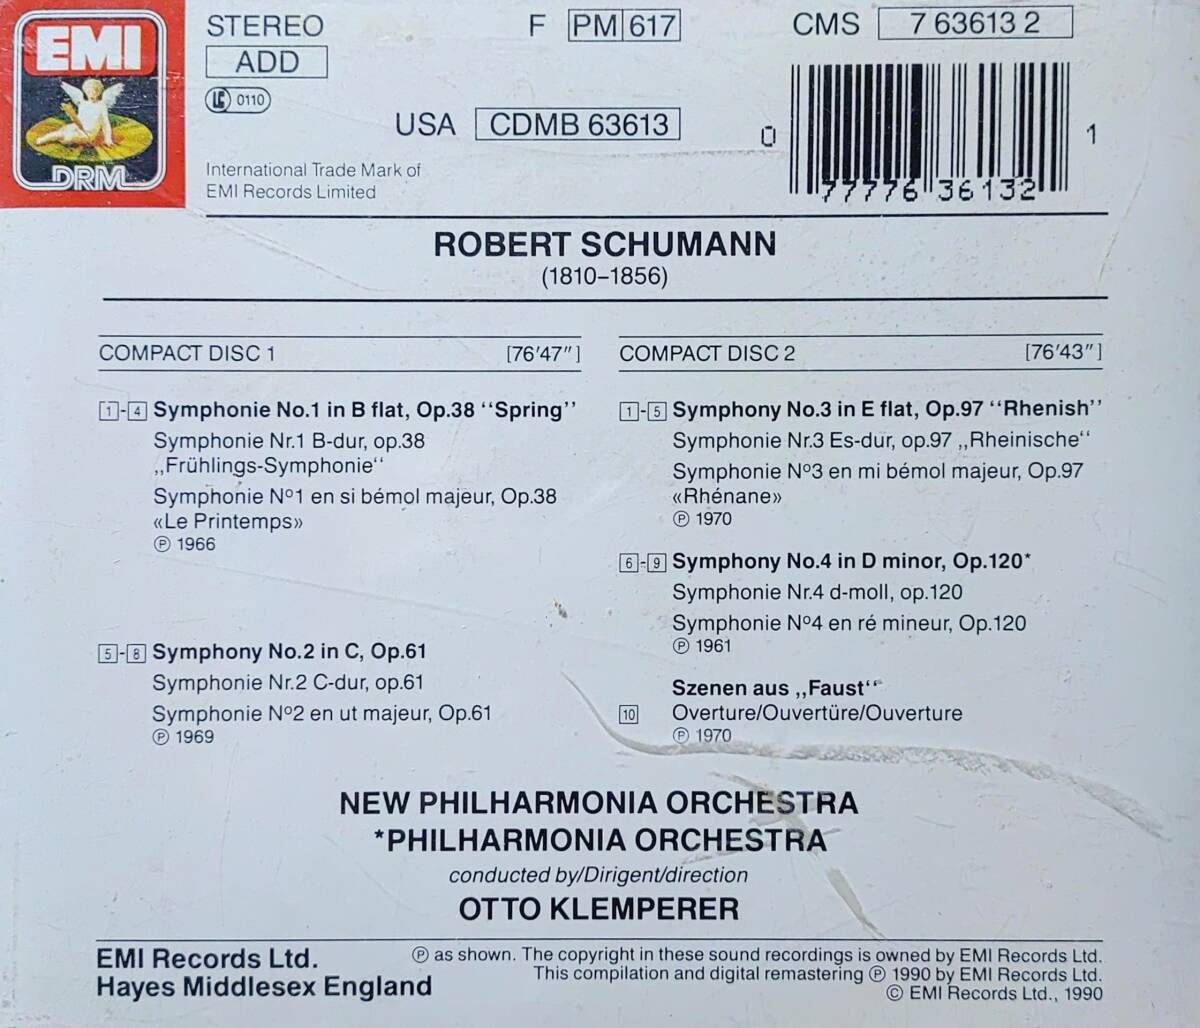 EMI
DRM
STEREO
ADD
LC 0110
F PM 617
CMS 7 63613 2
USA CDMB 63613
0 77776 36132 1
International Trade Mark of
EMI Records Limited
ROBERT SCHUMANN
(1810–1856)
COMPACT DISC 1 [76'47"]
1-4 Symphonie No.1 in B flat, Op.38 "Spring"
Symphonie Nr.1 B-dur, op.38
„Frühlings-Symphonie“
Symphonie Nº1 en si bémol majeur, Op.38
«Le Printemps»
℗ 1966
5-8 Symphony No.2 in C, Op.61
Symphonie Nr.2 C-dur, op.61
Symphonie Nº2 en ut majeur, Op.61
℗ 1969
COMPACT DISC 2 [76'43"]
1-5 Symphony No.3 in E flat, Op.97 "Rhenish"
Symphonie Nr.3 Es-dur, op.97 „Rheinische“
Symphonie Nº3 en mi bémol majeur, Op.97
«Rhénane»
℗ 1970
6-9 Symphony No.4 in D minor, Op.120*
Symphonie Nr.4 d-moll, op.120
Symphonie Nº4 en ré mineur, Op.120
℗ 1961
Szenen aus „Faust“
10 Overture/Ouvertüre/Ouverture
℗ 1970
NEW PHILHARMONIA ORCHESTRA
*PHILHARMONIA ORCHESTRA
conducted by/Dirigent/direction
OTTO KLEMPERER
EMI Records Ltd.
Hayes Middlesex England
℗ as shown. The copyright in these sound recordings is owned by EMI Records Ltd.
This compilation and digital remastering ℗ 1990 by EMI Records Ltd.
© EMI Records Ltd., 1990